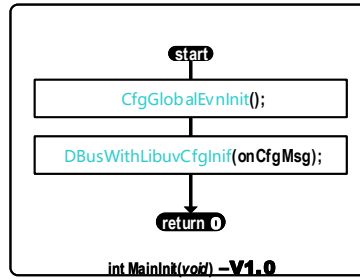 start
CfgGlobalEvnInit();
DBusWithLibuvCfgInif(onCfgMsg);
return 0
int MainInit(void) –V1.0